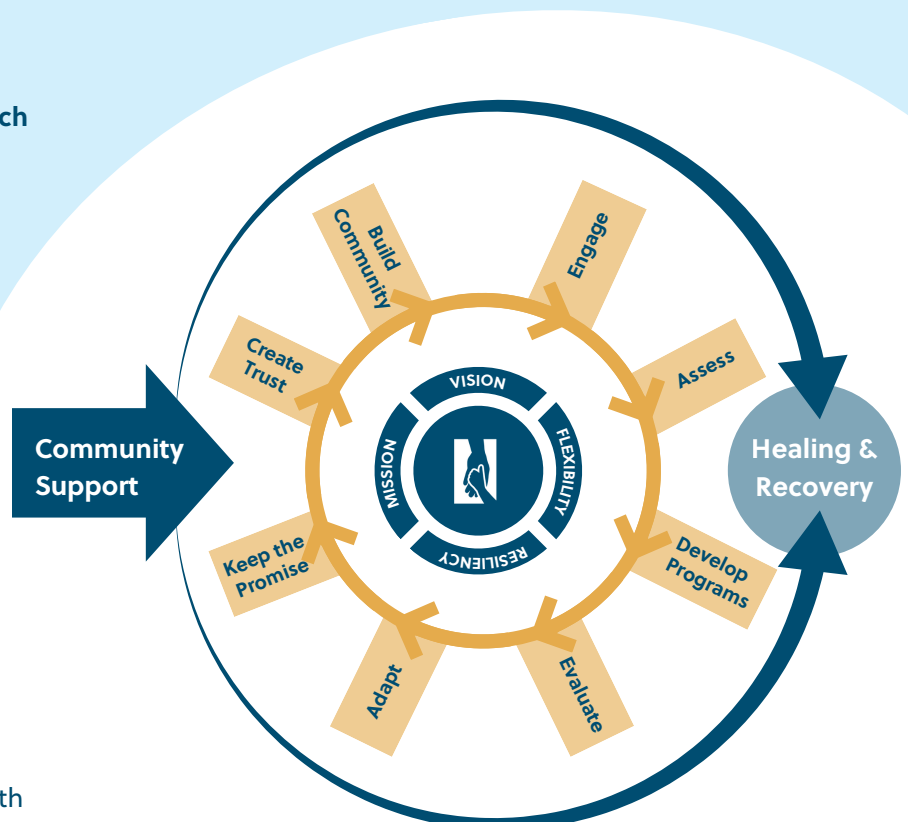 ch
Build
Community
Engage
Create
Trust
Assess
VISION
MISSION
FLEXIBILITY
RESILIENCY
Community
Support
Healing &
Recovery
Keep the
Promise
Develop
Programs
Adapt
Evaluate
th